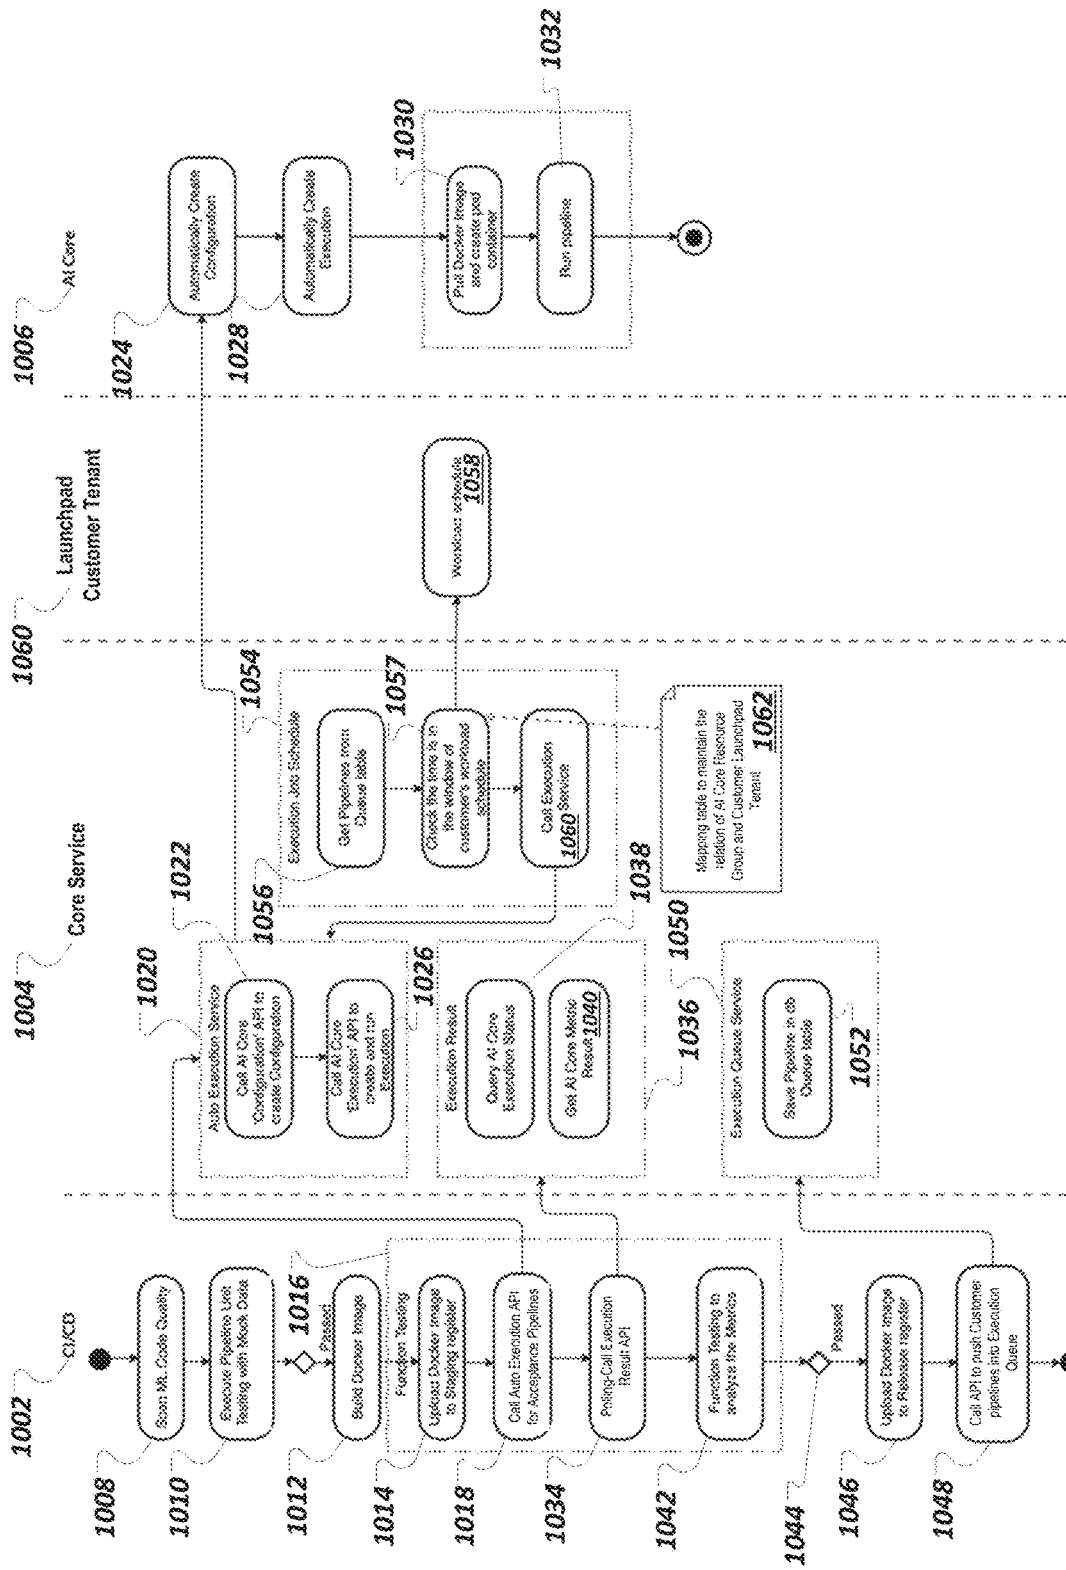 1002
CI/CD
1008
Scan ML Code Quality
1010
Execute Pipeline Unit
Testing with Mock Data
Passed
1012
Build Docker Image
1016
Function Testing
1014
Upload Docker Image
to Staging register
1018
Call Auto Execution API
for Acceptance Pipelines
1034
Polling-Call Execution
Result API
1042
Function Testing to
analyze the Metrics
1044
Passed
1046
Upload Docker Image
to Release register
1048
Call API to push Customer
pipelines into Execution
Queue
1004
Core Service
1020
Auto Execution Service
1022
Call AI Core
'Configuration' API to
create Configuration
1026
Call AI Core
'Execution' API to
create and run
Execution
1036
Execution Result
1038
Query AI Core
Execution Status
Get AI Core Metric
Result 1040
1050
Execution Queue Service
Save Pipeline in db
Queue table
1052
1054
Execution Job Schedule
1056
Get Pipelines from
Queue table
1057
Check the time is in
the window of
customer's workload
schedule
Call Execution
Service
1060
Mapping table to maintain the
relation of AI Core Resource
Group and Customer Launchpad
Tenant
1062
1060
Launchpad
Customer Tenant
Workload schedule
1058
1006
AI Core
1024
Automatically Create
Configuration
1028
Automatically Create
Execution
1030
Pull Docker Image
and create pod
container
1032
Run pipeline